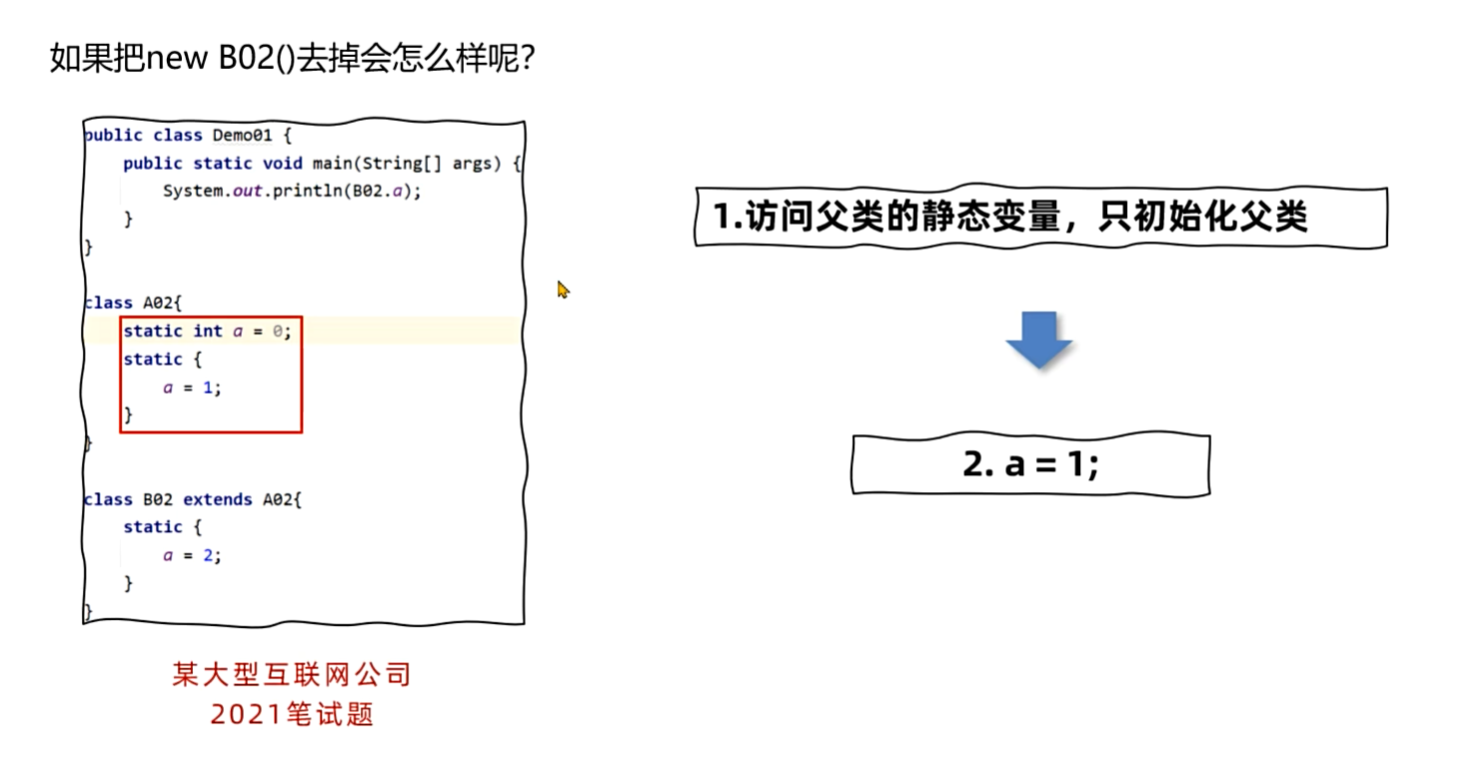 如果把new B02()去掉会怎么样呢?
public class Demo01 {
    public static void main(String[] args) {
        System.out.println(B02.a);
    }
}
class A02{
    static int a = 0;
    static {
        a = 1;
    }
}
class B02 extends A02{
    static {
        a = 2;
    }
}
某大型互联网公司
2021笔试题
1.访问父类的静态变量，只初始化父类
2. a = 1;